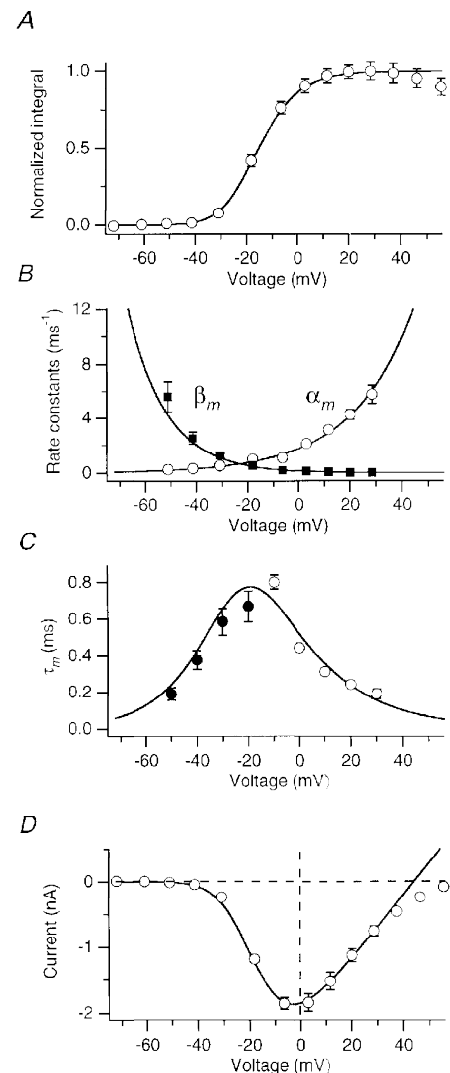 A
Normalized integral
1.0
0.5
0.0
-60 -40 -20 0 20 40
Voltage (mV)
B
Rate constants (ms⁻¹)
12
8
4
0
βm
αm
-60 -40 -20 0 20 40
Voltage (mV)
C
τm (ms)
0.8
0.6
0.4
0.2
0.0
-60 -40 -20 0 20 40
Voltage (mV)
D
Current (nA)
0
-1
-2
-60 -40 -20 0 20 40
Voltage (mV)